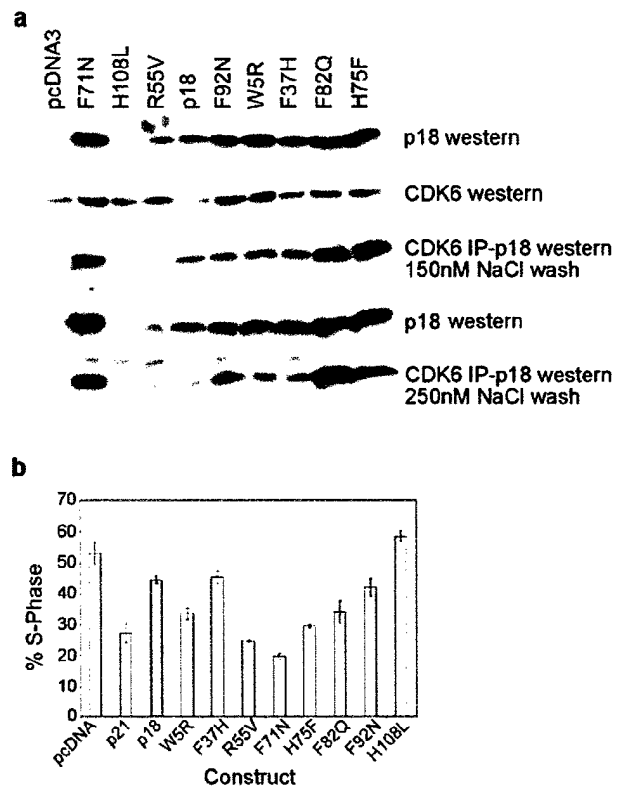 a
pcDNA3
F71N
H108L
R55V
p18
F92N
W5R
F37H
F82Q
H75F
p18 western
CDK6 western
CDK6 IP-p18 western
150nM NaCl wash
p18 western
CDK6 IP-p18 western
250nM NaCl wash
b
% S-Phase
70
60
50
40
30
20
10
0
pcDNA
p21
p18
W5R
F37H
R55V
F71N
H75F
F82Q
F92N
H108L
Construct